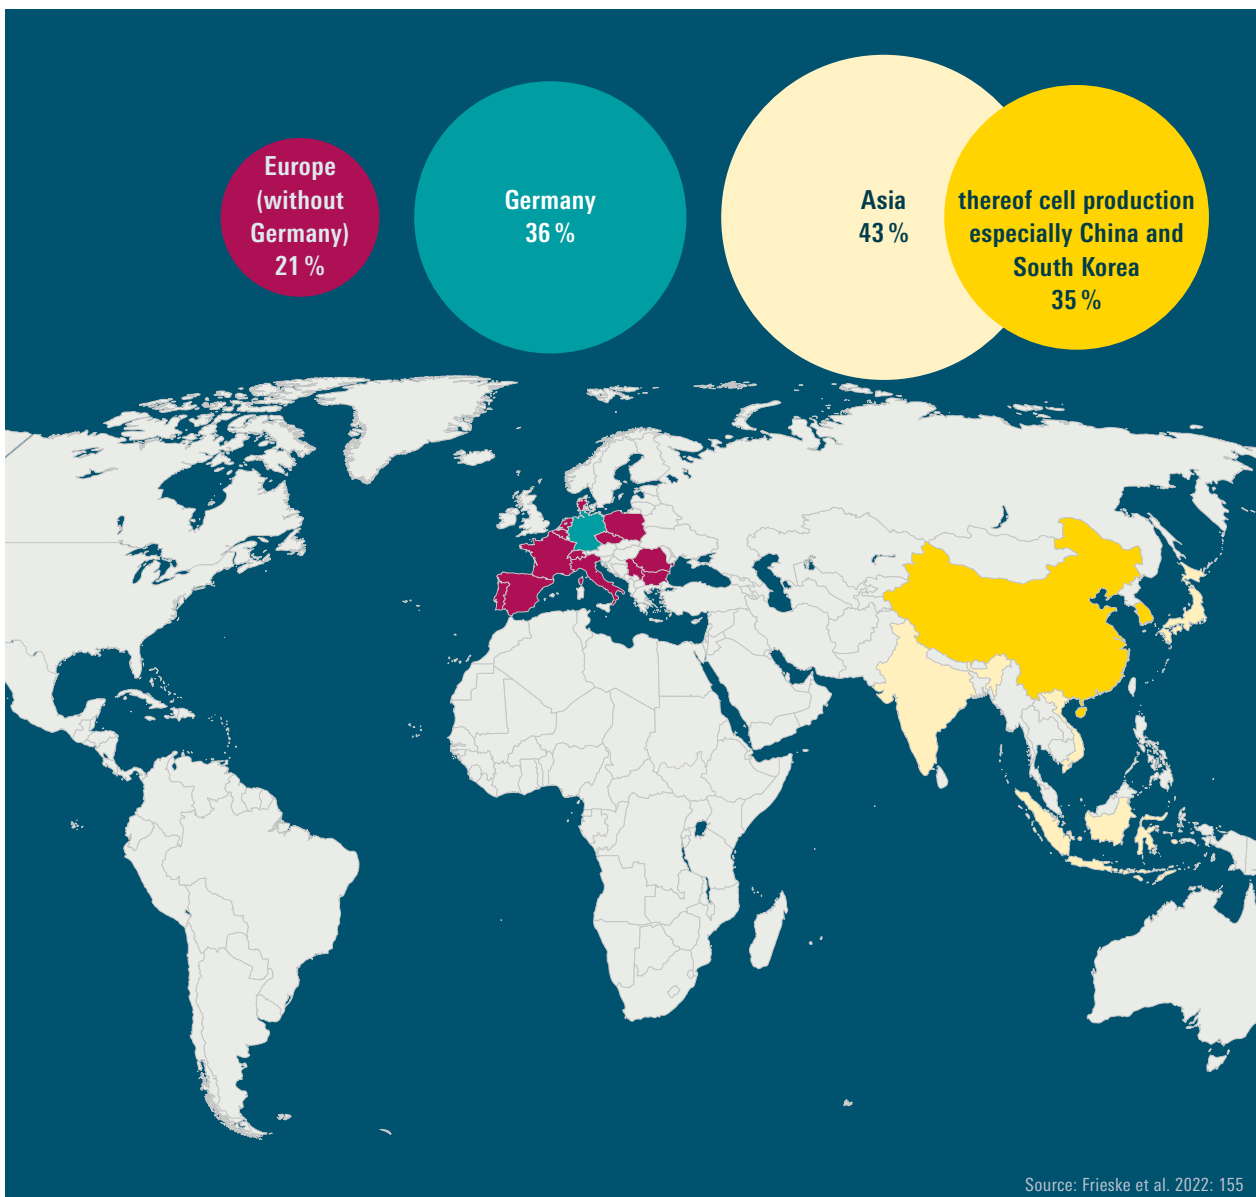 Europe
(without
Germany)
21 %
Germany
36 %
Asia
43 %
thereof cell production
especially China and
South Korea
35 %
Source: Frieske et al. 2022: 155